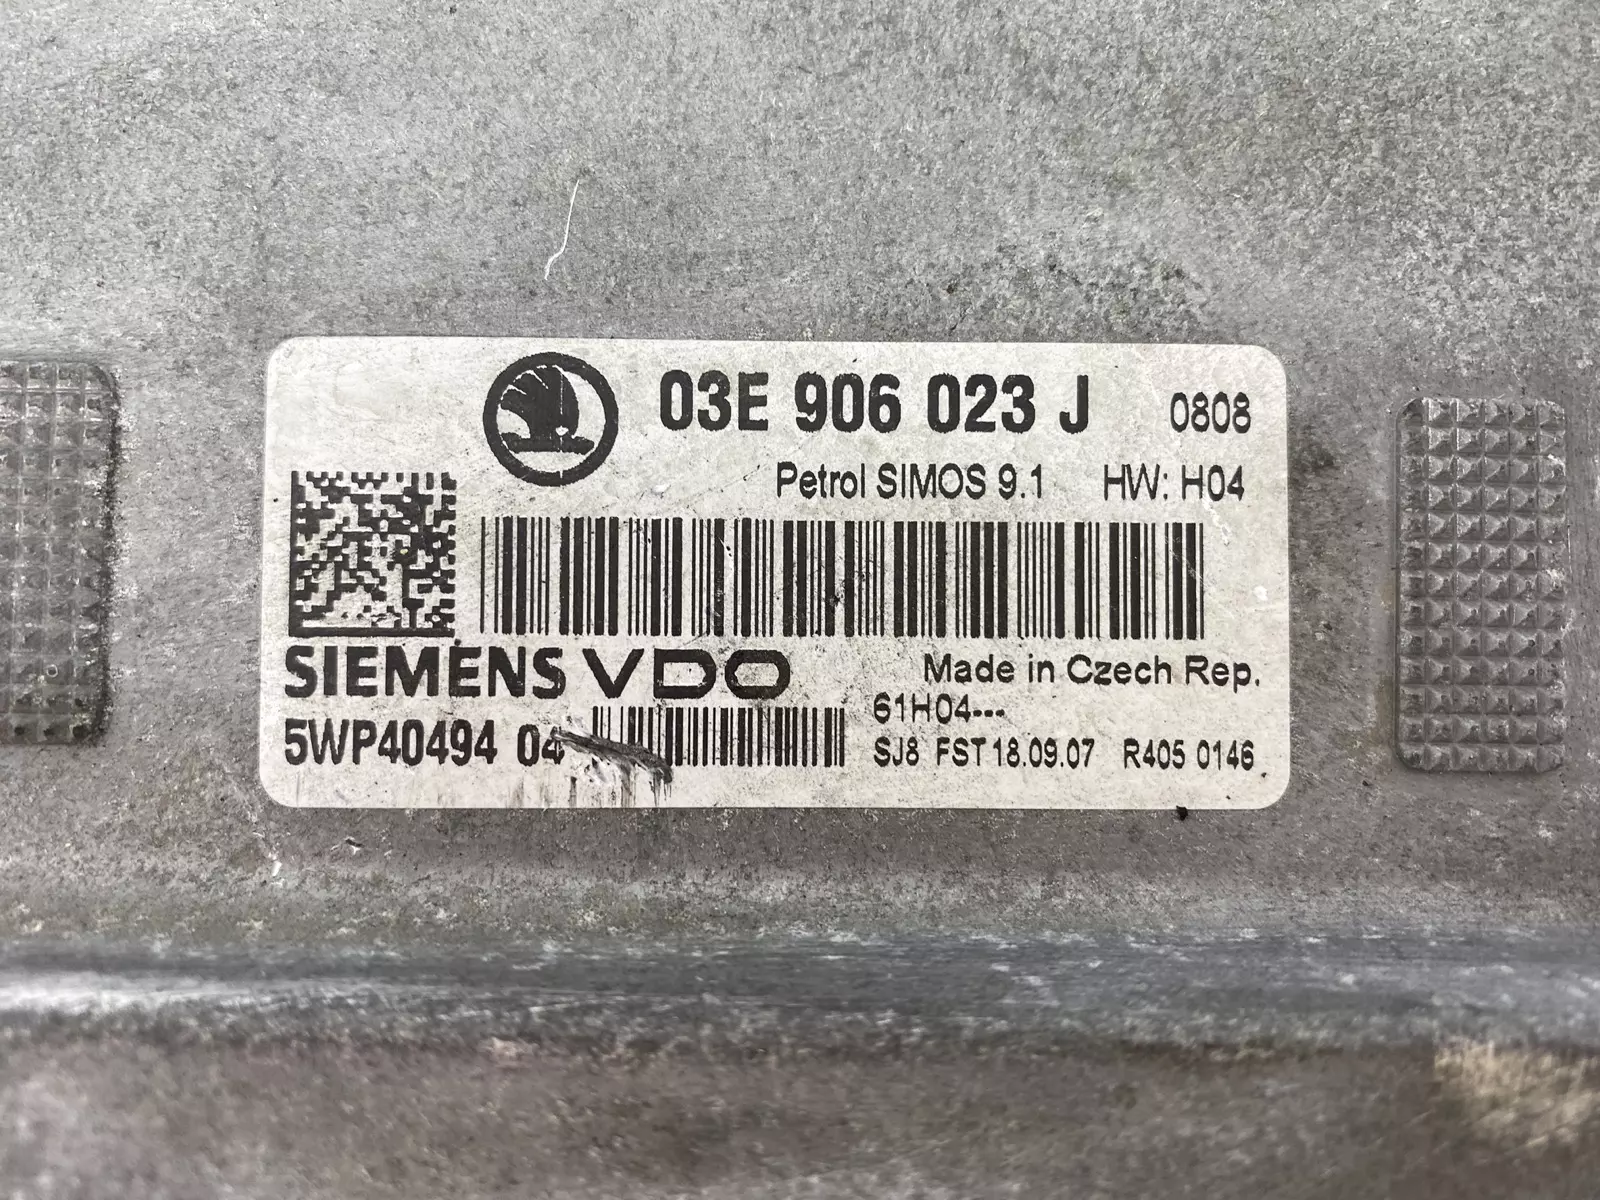 03E 906 023 J 0808
Petrol SIMOS 9.1 HW: H04
SIEMENS VDO Made in Czech Rep.
61H04---
5WP40494 04 SJ8 FST 18.09.07 R405 0146